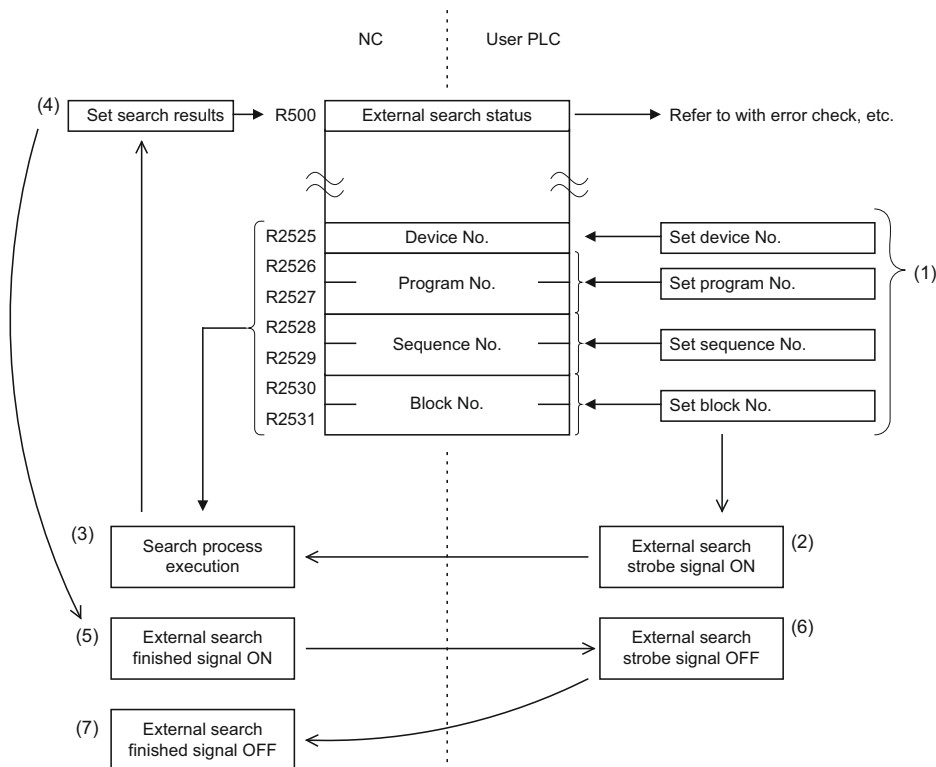 NC
User PLC
(4)
Set search results
R500
External search status
Refer to with error check, etc.
R2525
Device No.
Set device No.
(1)
R2526
Program No.
Set program No.
R2527
R2528
Sequence No.
Set sequence No.
R2529
R2530
Block No.
Set block No.
R2531
(3)
Search process
execution
External search
strobe signal ON
(2)
(5)
External search
finished signal ON
External search
strobe signal OFF
(6)
(7)
External search
finished signal OFF